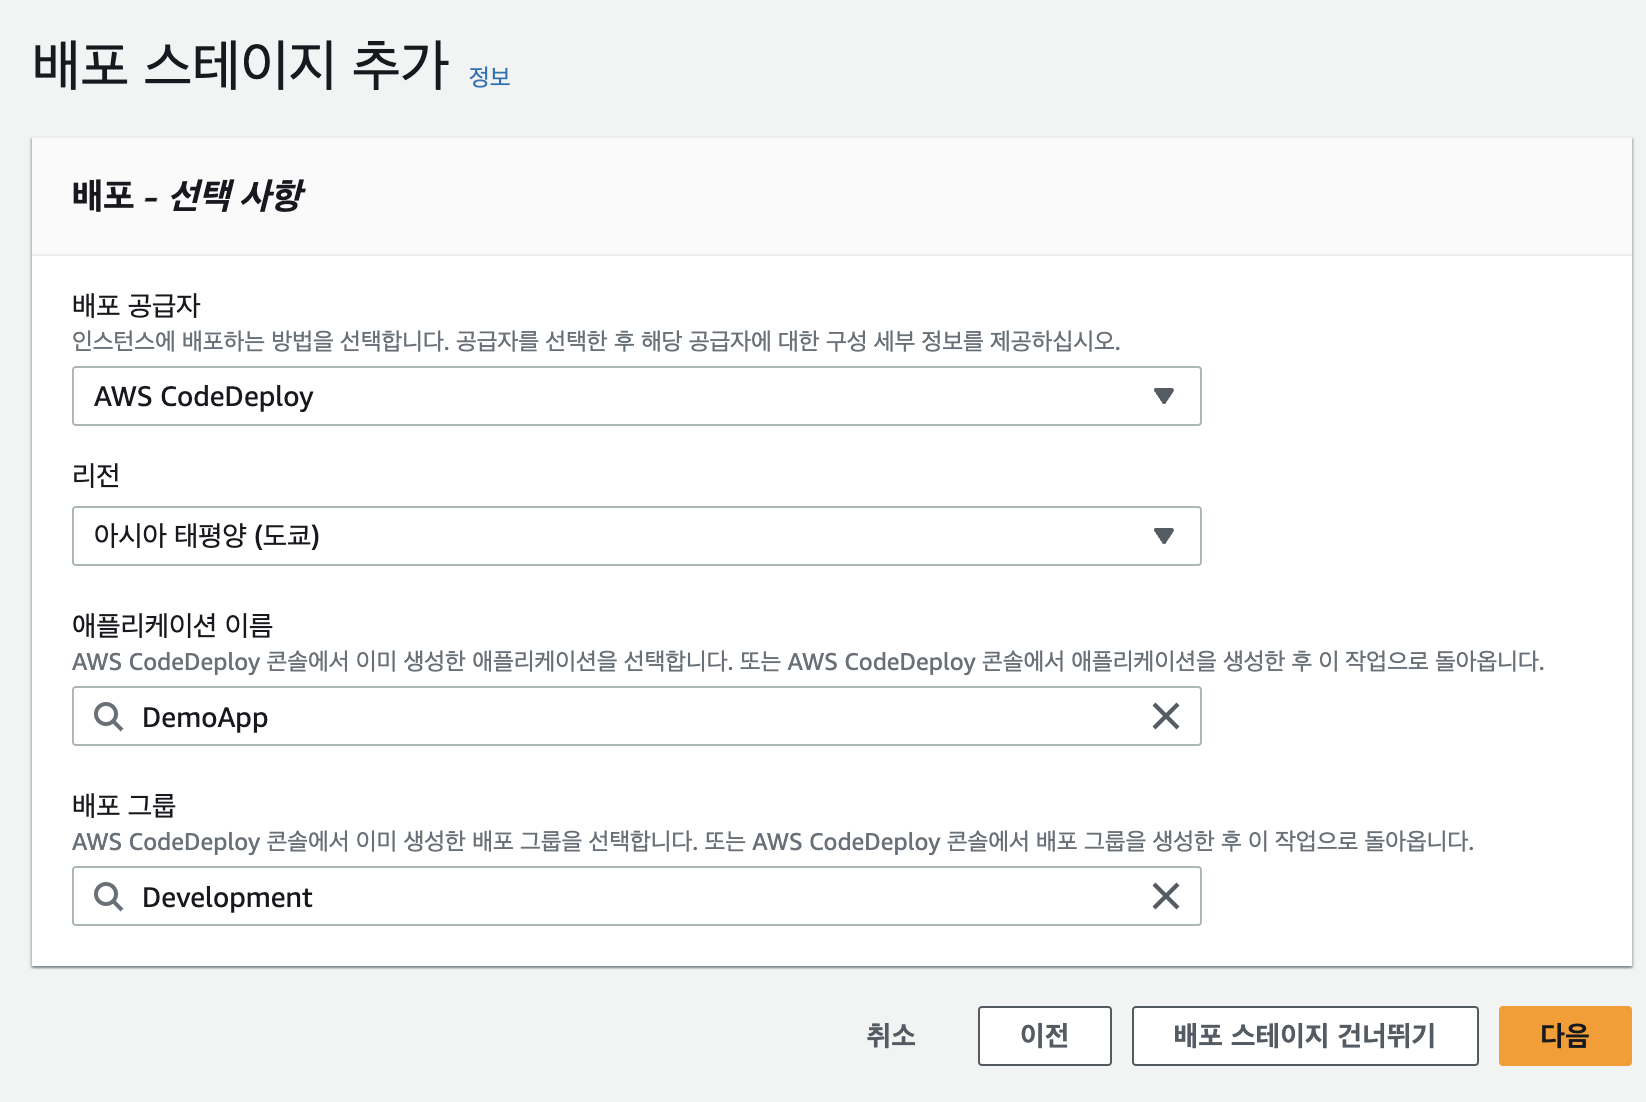 배포 스테이지 추가 정보
배포 - 선택 사항
배포 공급자
인스턴스에 배포하는 방법을 선택합니다. 공급자를 선택한 후 해당 공급자에 대한 구성 세부 정보를 제공하십시오.
AWS CodeDeploy
리전
아시아 태평양 (도쿄)
애플리케이션 이름
AWS CodeDeploy 콘솔에서 이미 생성한 애플리케이션을 선택합니다. 또는 AWS CodeDeploy 콘솔에서 애플리케이션을 생성한 후 이 작업으로 돌아옵니다.
DemoApp
배포 그룹
AWS CodeDeploy 콘솔에서 이미 생성한 배포 그룹을 선택합니다. 또는 AWS CodeDeploy 콘솔에서 배포 그룹을 생성한 후 이 작업으로 돌아옵니다.
Development
취소 이전 배포 스테이지 건너뛰기 다음